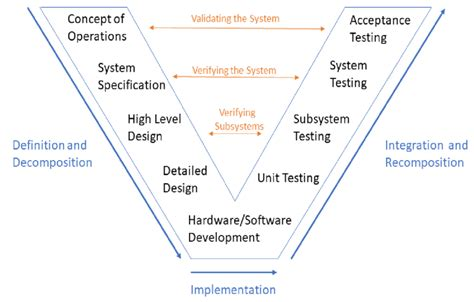 Concept of
Operations
Validating the System
Acceptance
Testing
System
Specification
Verifying the System
System
Testing
High Level
Design
Verifying
Subsystems
Subsystem
Testing
Definition and
Decomposition
Integration and
Recomposition
Detailed
Design
Unit Testing
Hardware/Software
Development
Implementation